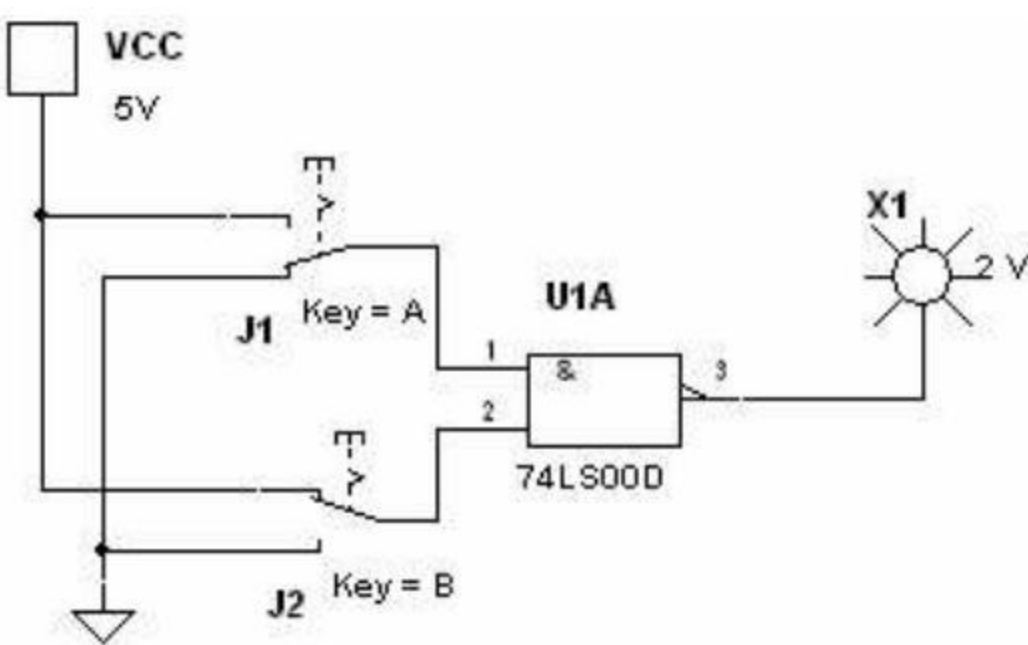 VCC
5V
X1
2 V
U1A
Key = A
J1
1
&
3
2
74LS00D
Key = B
J2